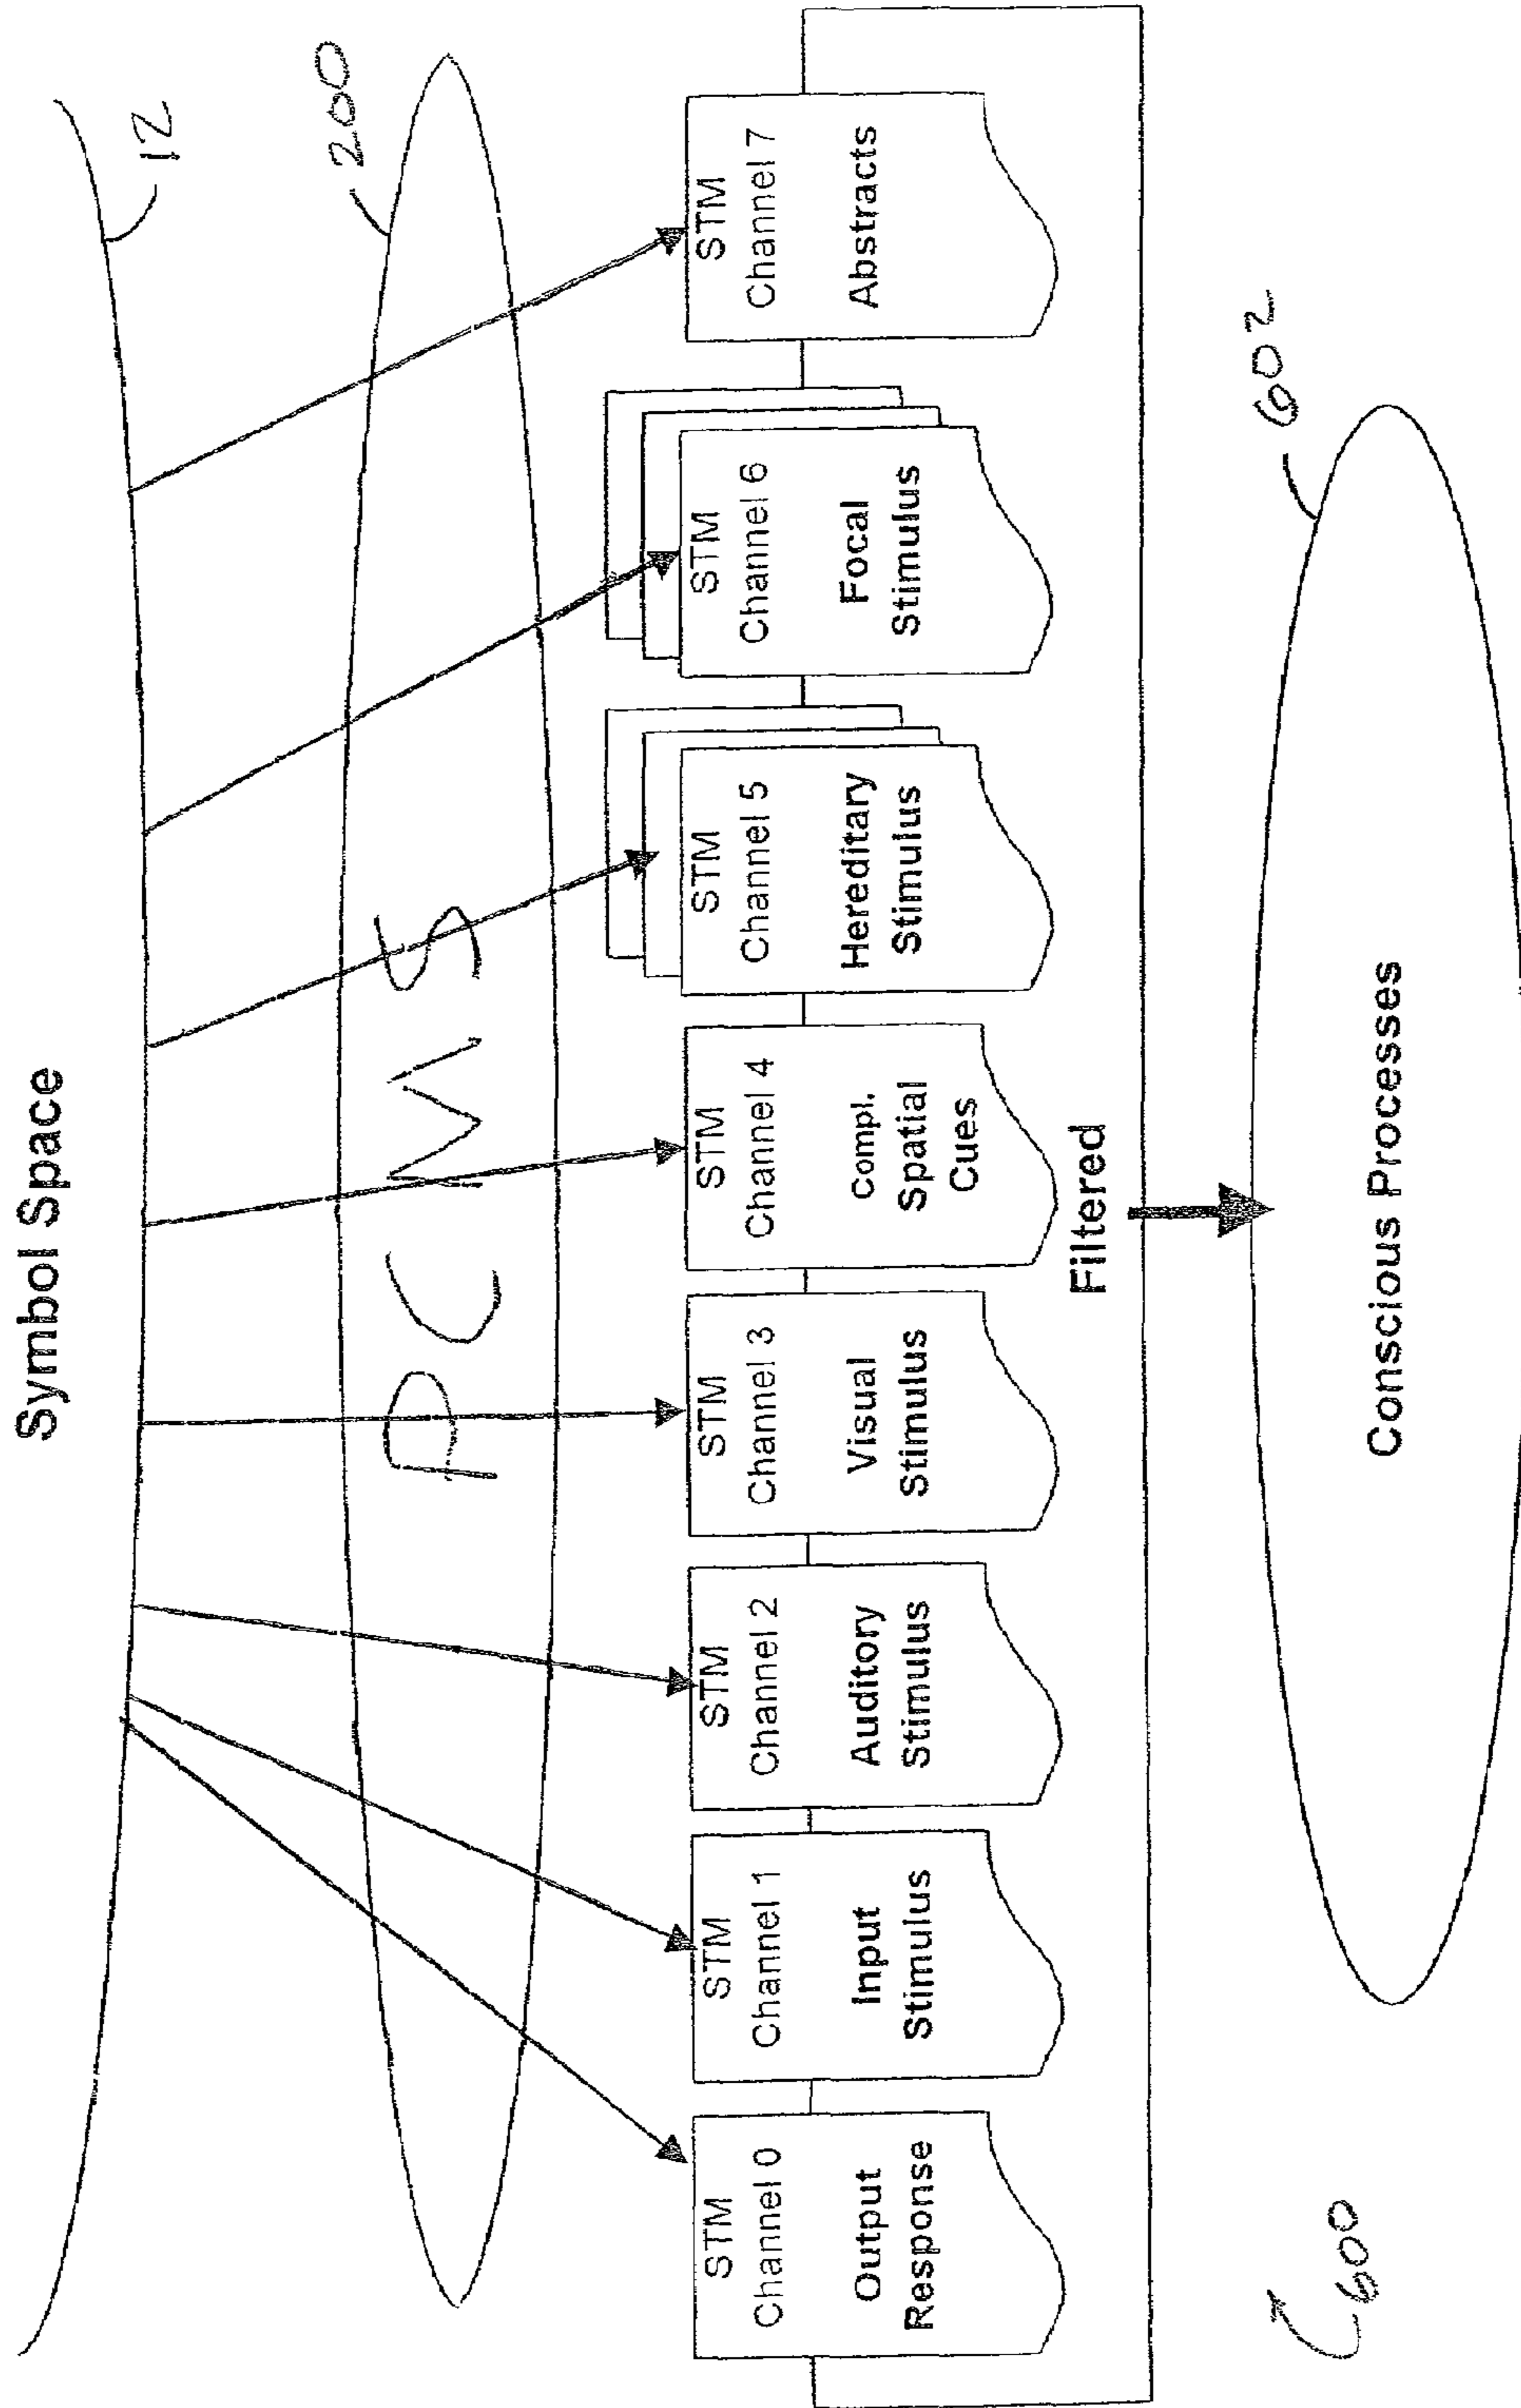 Symbol Space
12
200
PCMS
STM
Channel 0
Output
Response
STM
Channel 1
Input
Stimulus
STM
Channel 2
Auditory
Stimulus
STM
Channel 3
Visual
Stimulus
STM
Channel 4
Compl.
Spatial
Cues
STM
Channel 5
Hereditary
Stimulus
STM
Channel 6
Focal
Stimulus
STM
Channel 7
Abstracts
Filtered
602
Conscious Processes
600